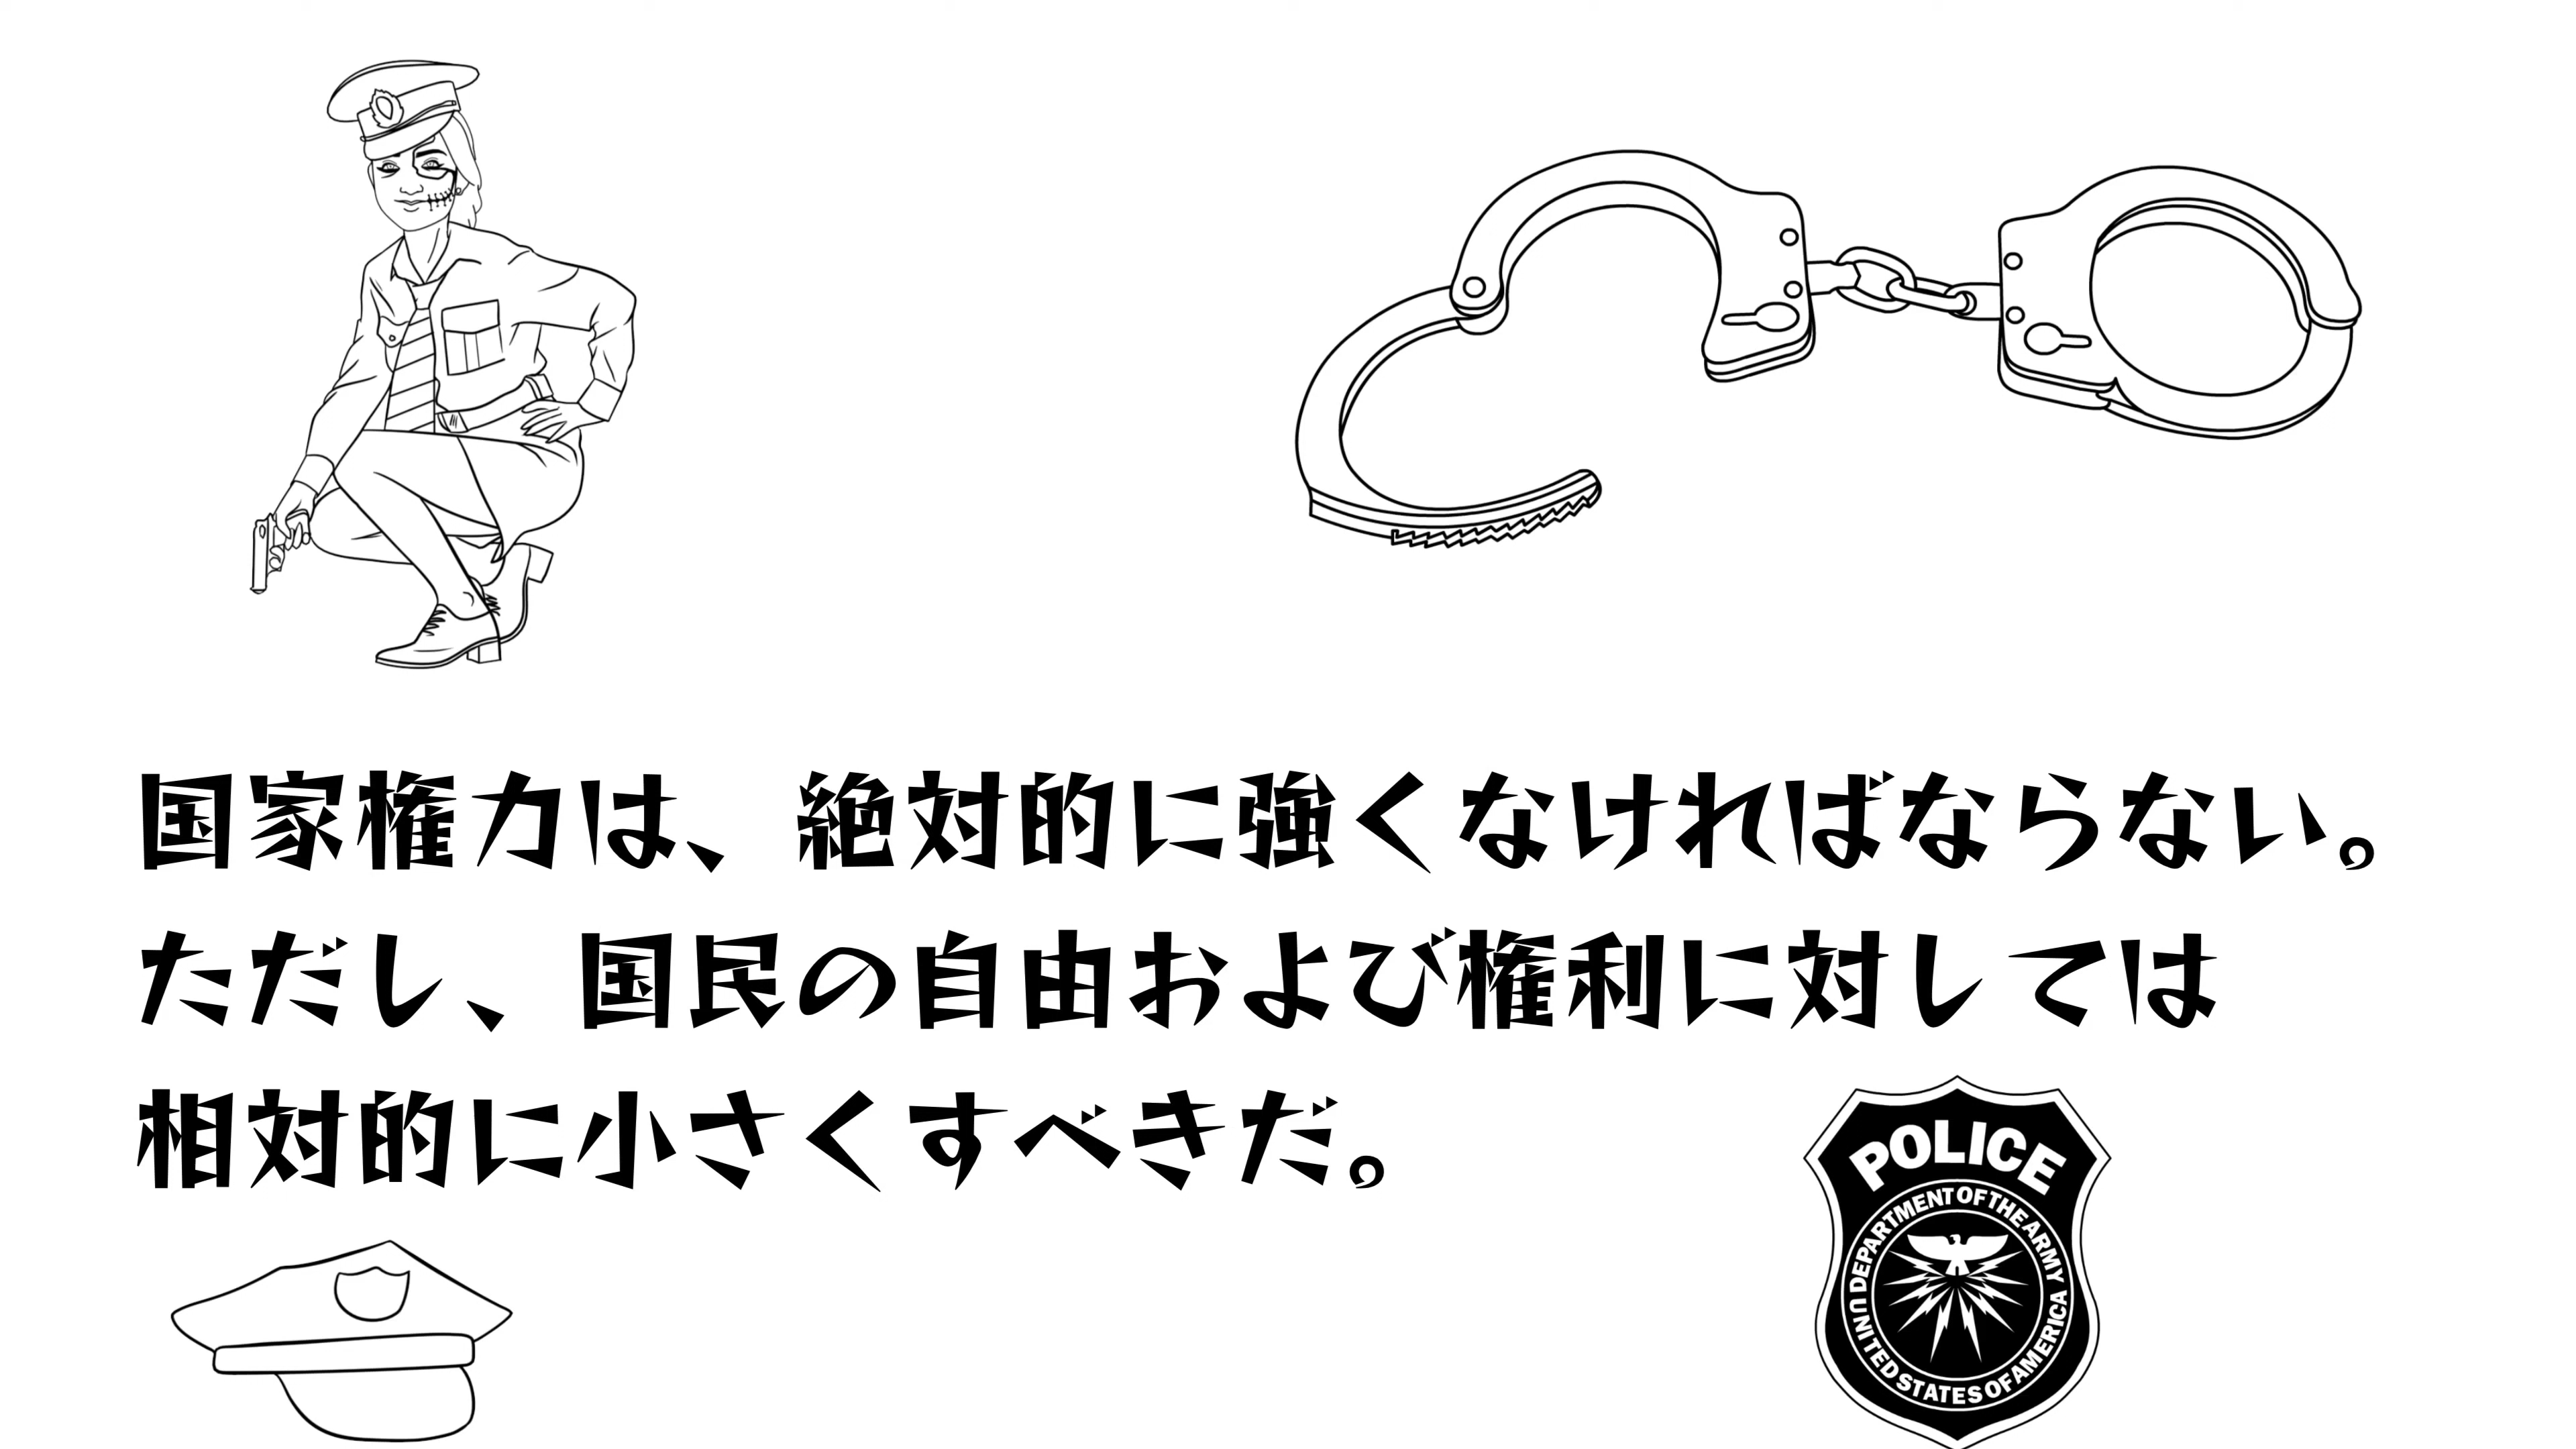 国家権力は、絶対的に強くなければならない。
ただし、国民の自由および権利に対しては
相対的に小さくすべきだ。
POLICE
DEPARTMENT OF THE ARMY
UNITED STATES OF AMERICA